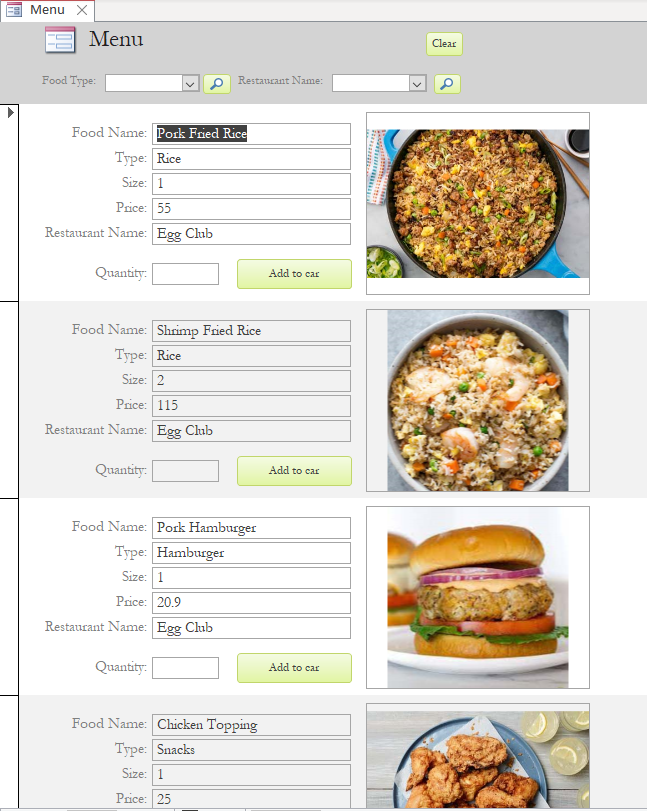 Menu
Menu
Clear
Food Type:
Restaurant Name:
Food Name: Pork Fried Rice
Type: Rice
Size: 1
Price: 55
Restaurant Name: Egg Club
Quantity:
Add to car
Food Name: Shrimp Fried Rice
Type: Rice
Size: 2
Price: 115
Restaurant Name: Egg Club
Quantity:
Add to car
Food Name: Pork Hamburger
Type: Hamburger
Size: 1
Price: 20.9
Restaurant Name: Egg Club
Quantity:
Add to car
Food Name: Chicken Topping
Type: Snacks
Size: 1
Price: 25